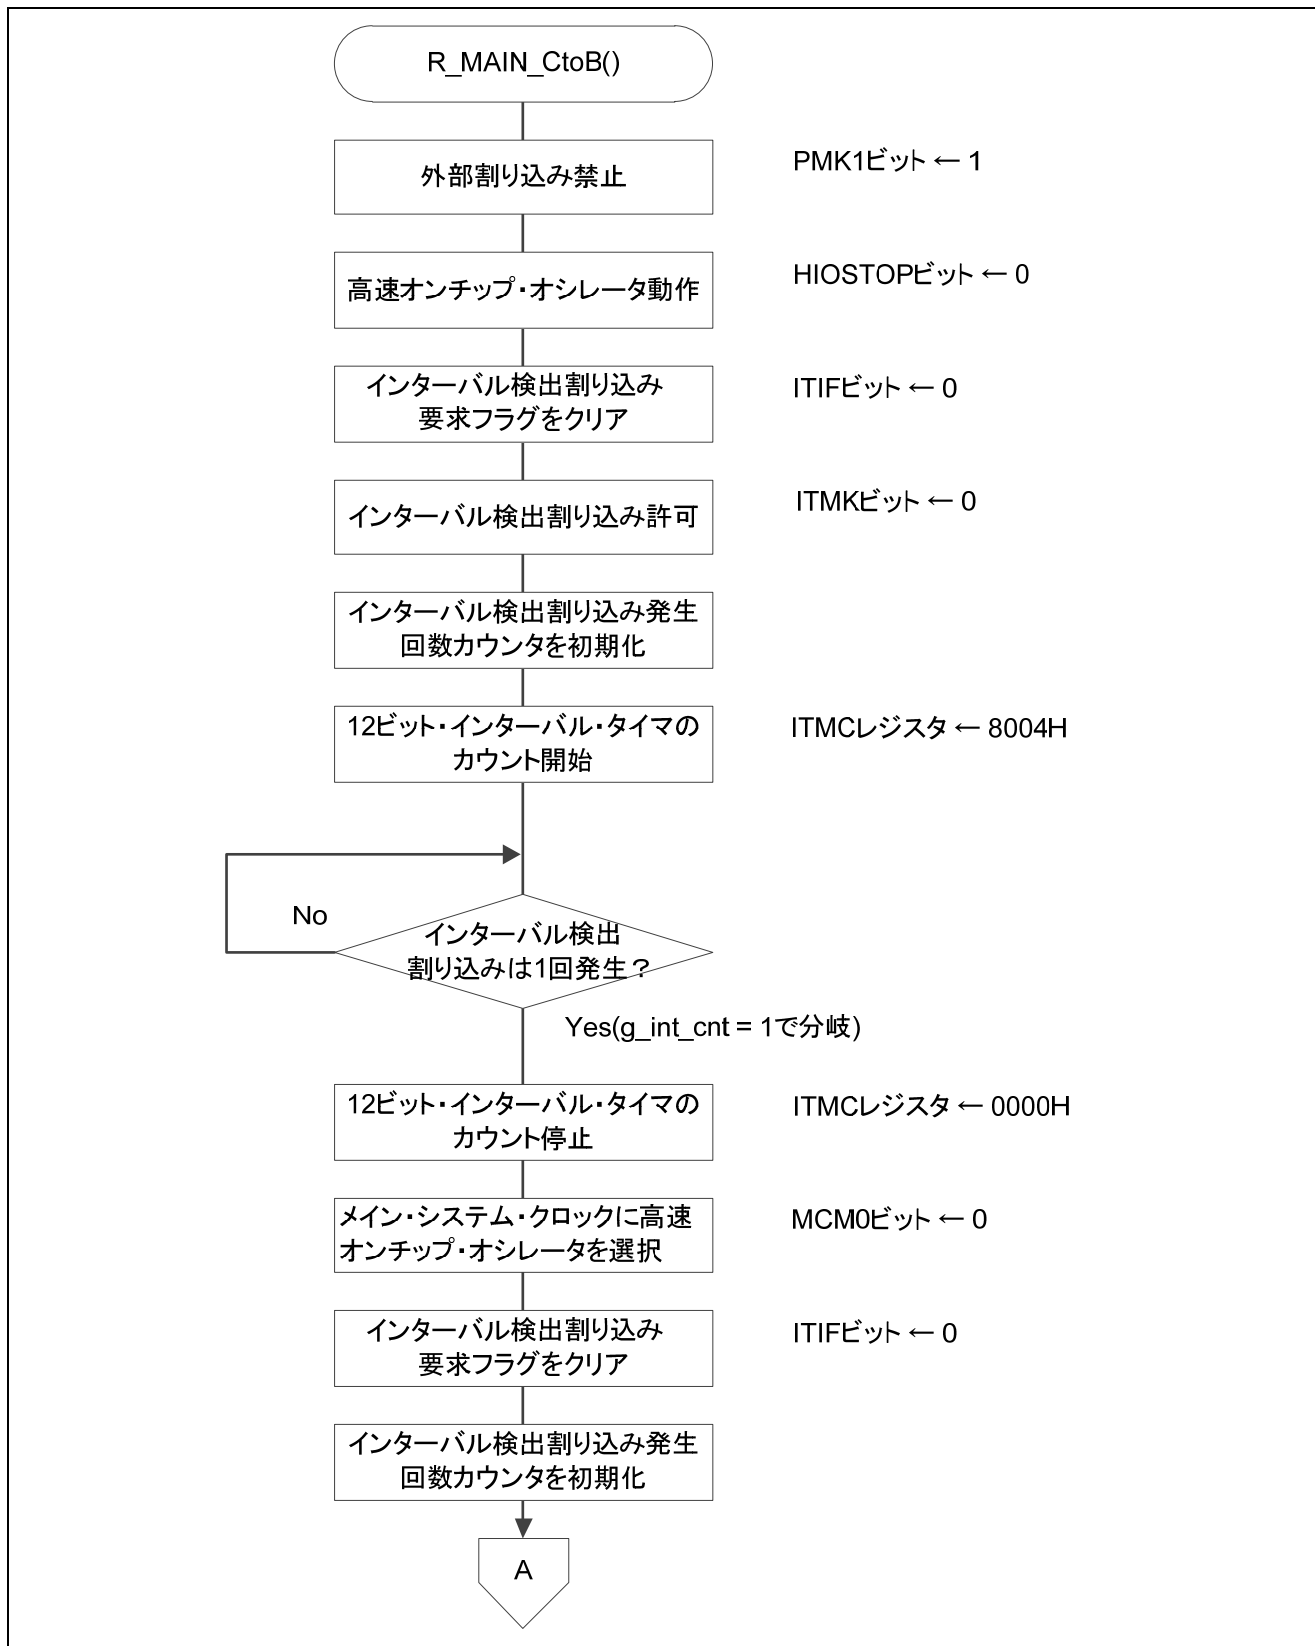 R_MAIN_CtoB()
外部割り込み禁止
PMK1ビット ← 1
高速オンチップ・オシレータ動作
HIOSTOPビット ← 0
インターバル検出割り込み
要求フラグをクリア
ITIFビット ← 0
インターバル検出割り込み許可
ITMKビット ← 0
インターバル検出割り込み発生
回数カウンタを初期化
12ビット・インターバル・タイマの
カウント開始
ITMCレジスタ ← 8004H
No
インターバル検出
割り込みは1回発生？
Yes(g_int_cnt = 1で分岐)
12ビット・インターバル・タイマの
カウント停止
ITMCレジスタ ← 0000H
メイン・システム・クロックに高速
オンチップ・オシレータを選択
MCM0ビット ← 0
インターバル検出割り込み
要求フラグをクリア
ITIFビット ← 0
インターバル検出割り込み発生
回数カウンタを初期化
A